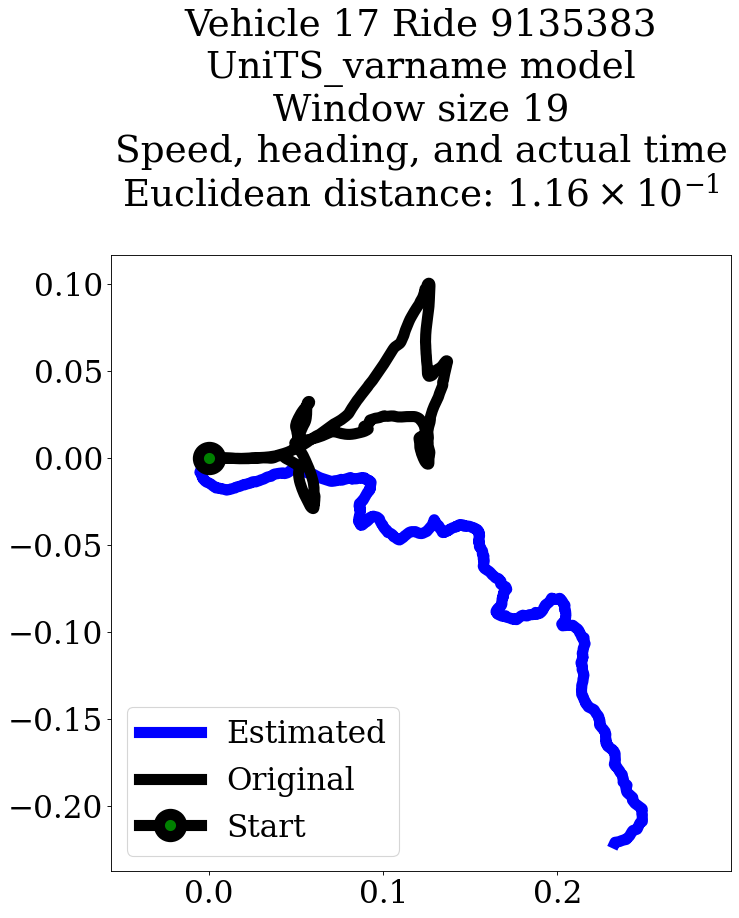 Vehicle 17 Ride 9135383
UniTS_varname model
Window size 19
Speed, heading, and actual time
Euclidean distance: 1.16 × 10⁻¹
0.10
0.05
0.00
−0.05
−0.10
−0.15
−0.20
Estimated
Original
Start
0.0 0.1 0.2